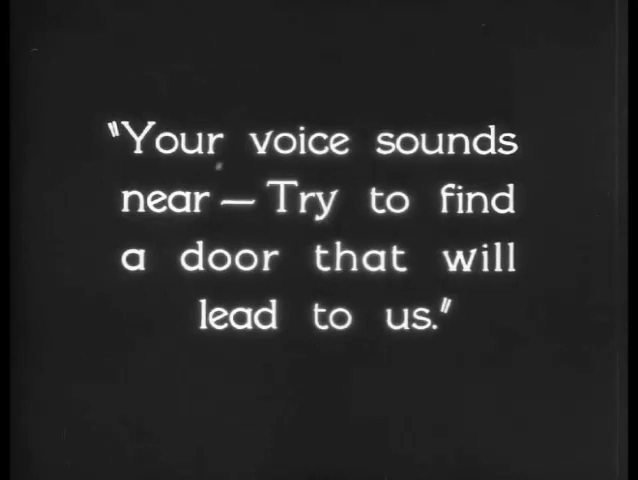 "Your voice sounds
near — Try to find
a door that will
lead to us."